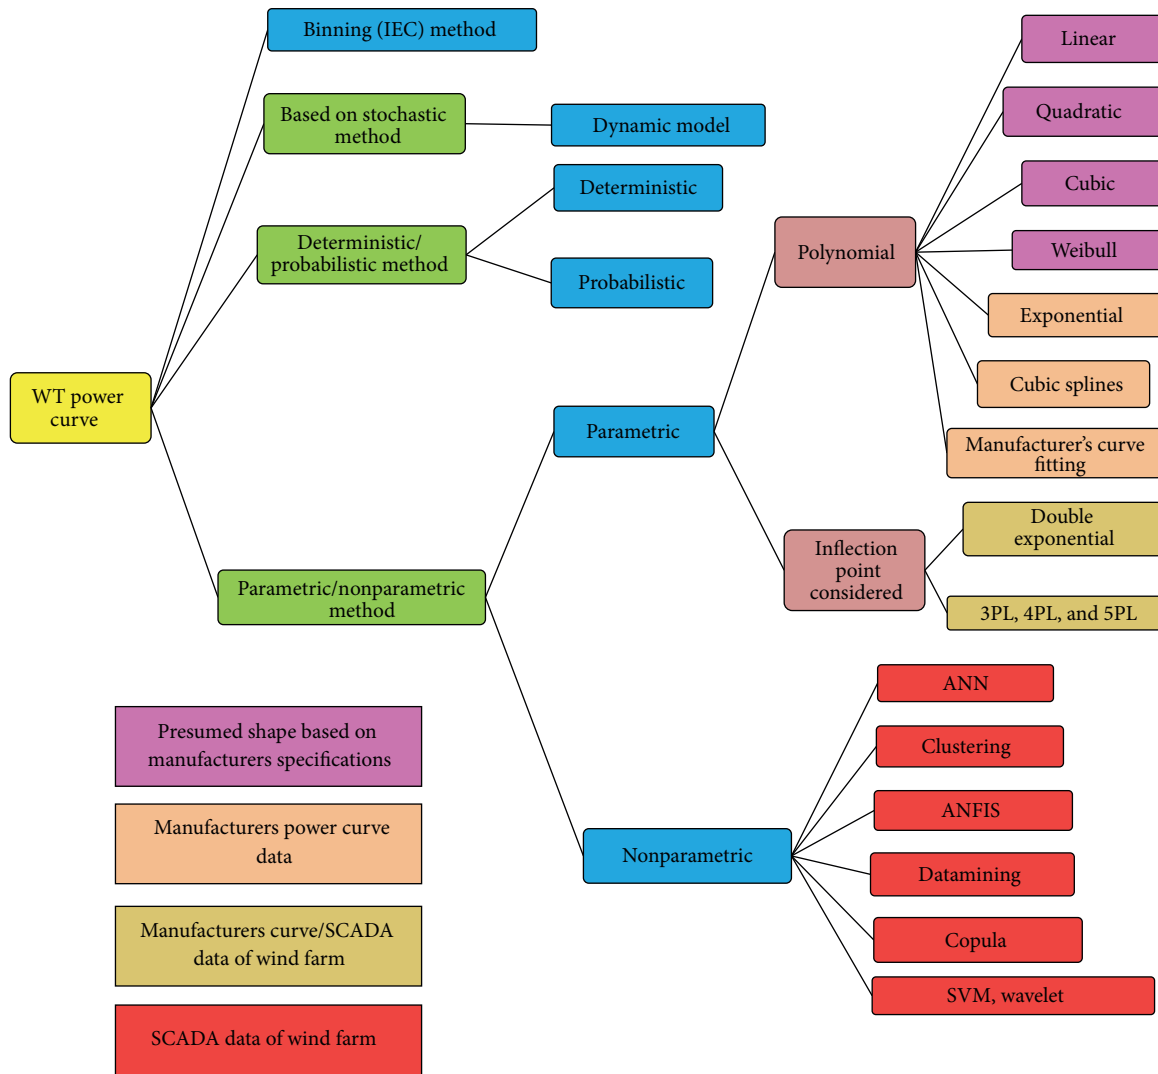 Binning (IEC) method
Based on stochastic
method
Dynamic model
Deterministic/
probabilistic method
Deterministic
Probabilistic
WT power
curve
Parametric/nonparametric
method
Parametric
Nonparametric
Polynomial
Linear
Quadratic
Cubic
Weibull
Exponential
Cubic splines
Manufacturer’s curve
fitting
Inflection
point
considered
Double
exponential
3PL, 4PL, and 5PL
ANN
Clustering
ANFIS
Datamining
Copula
SVM, wavelet
Presumed shape based on
manufacturers specifications
Manufacturers power curve
data
Manufacturers curve/SCADA
data of wind farm
SCADA data of wind farm